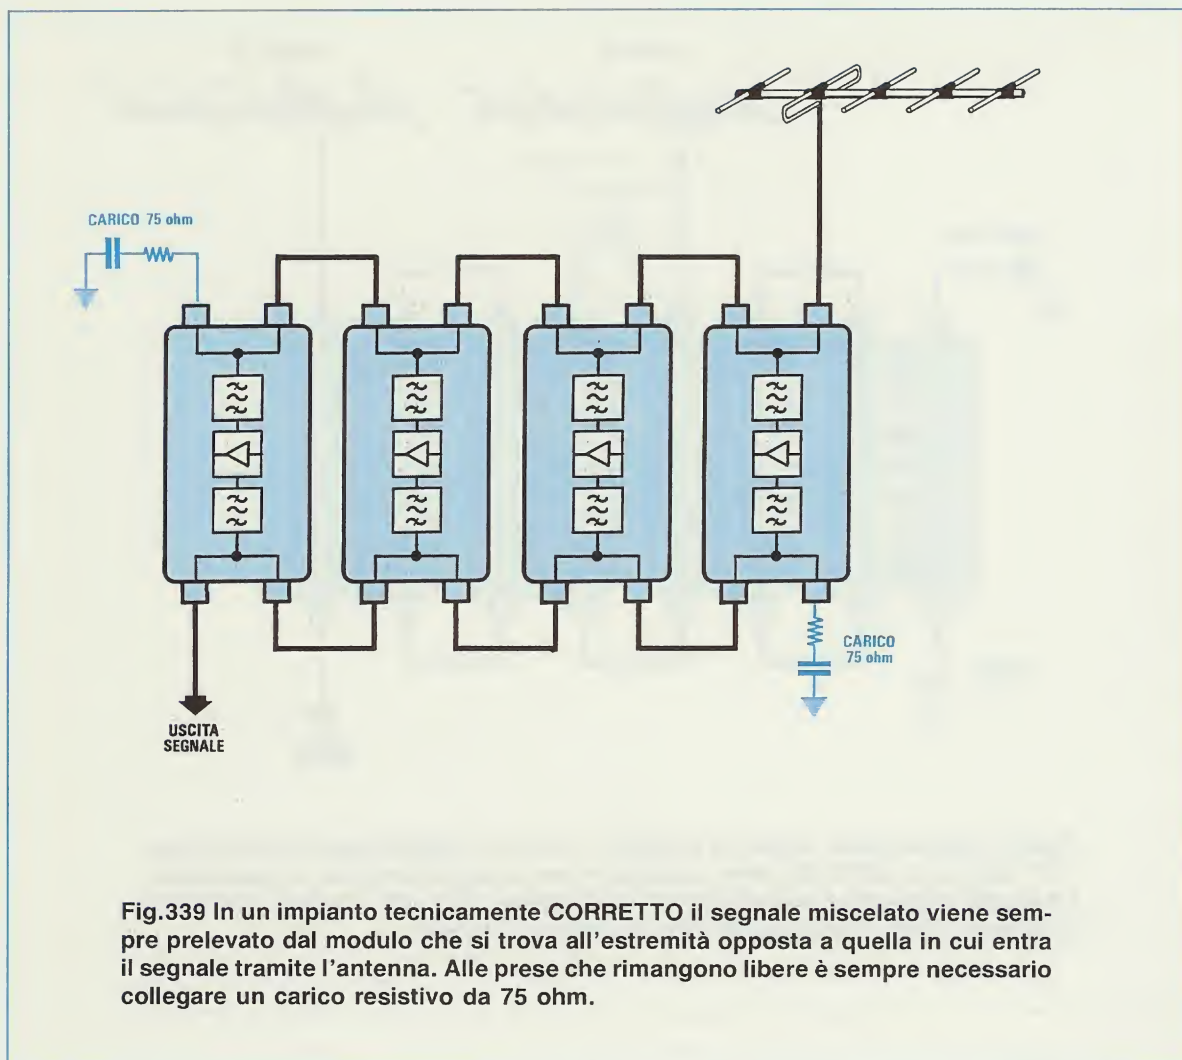 CARICO 75 ohm
CARICO
75 ohm
USCITA
SEGNALE
Fig.339 In un impianto tecnicamente CORRETTO il segnale miscelato viene sem-
pre prelevato dal modulo che si trova all'estremità opposta a quella in cui entra
il segnale tramite l'antenna. Alle prese che rimangono libere è sempre necessario
collegare un carico resistivo da 75 ohm.